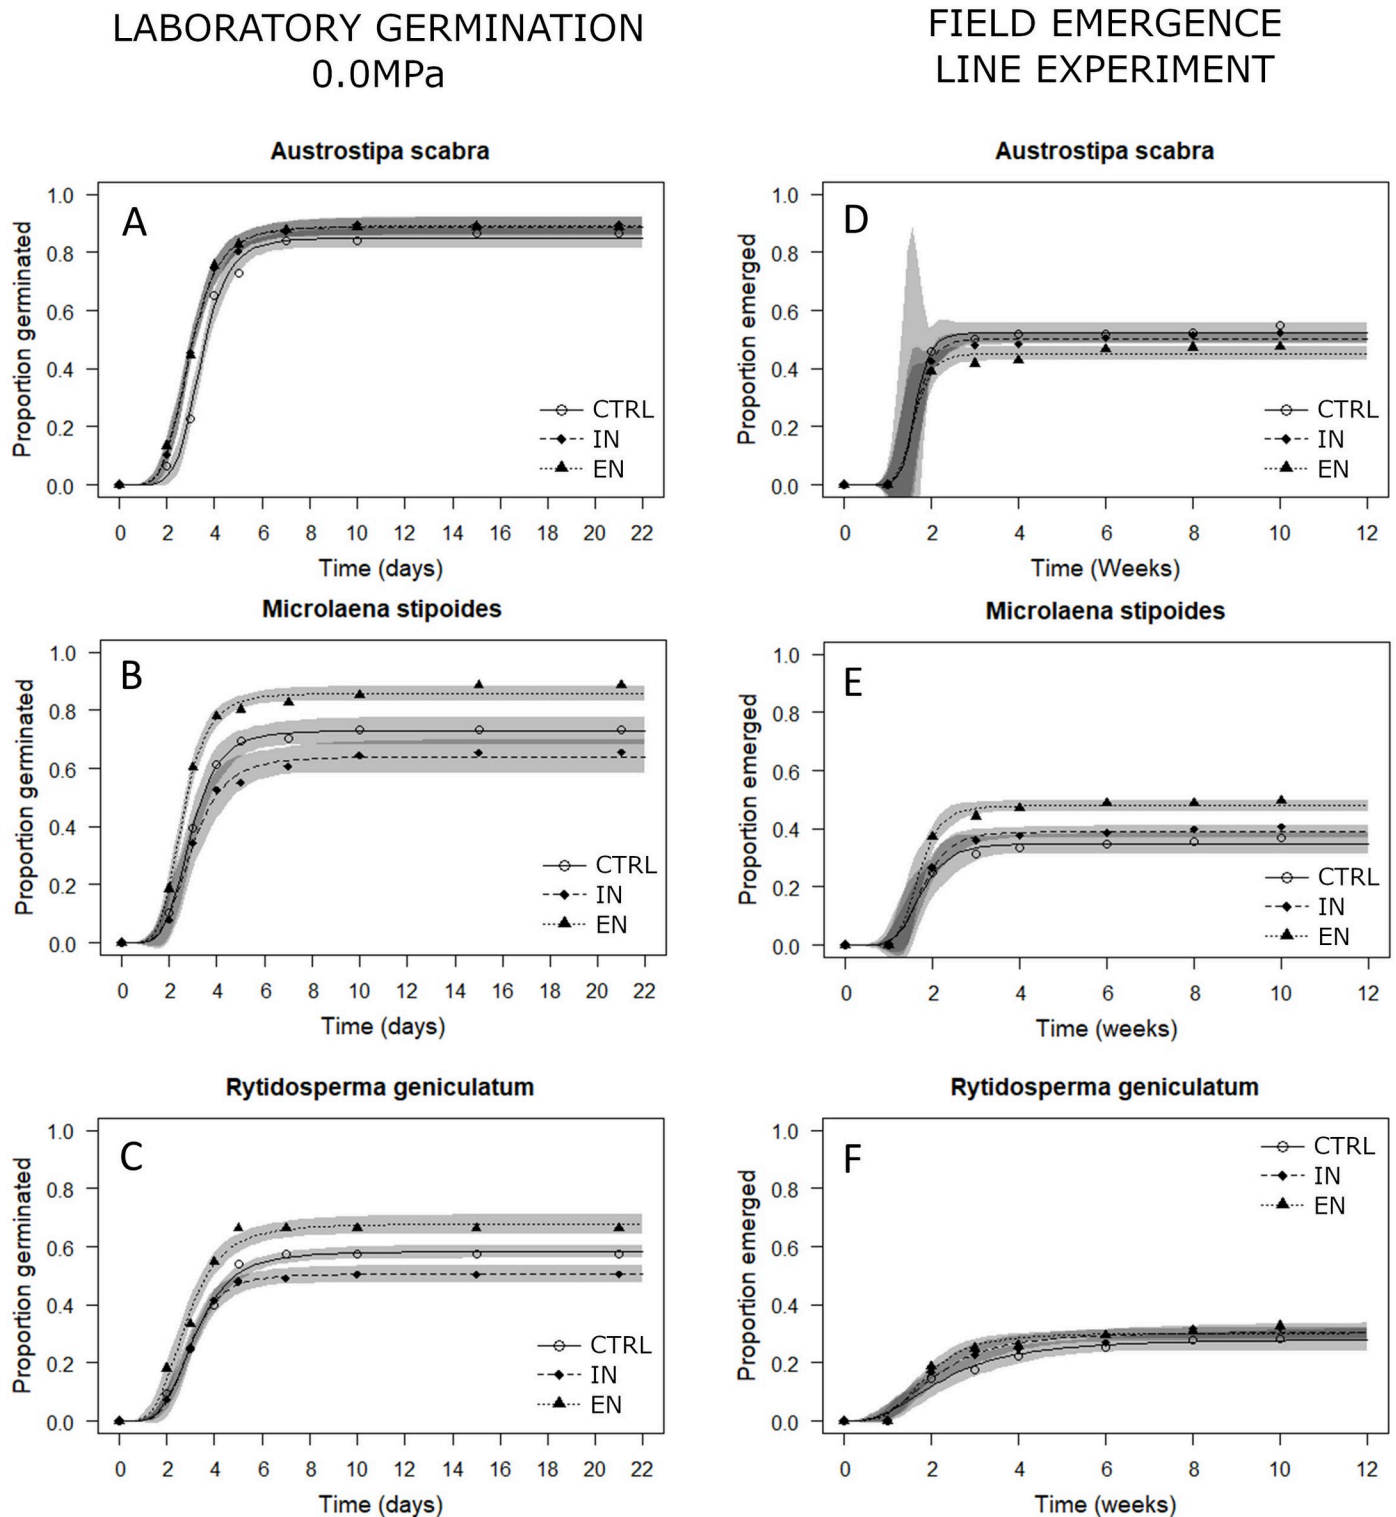 LABORATORY GERMINATION
0.0MPa
FIELD EMERGENCE
LINE EXPERIMENT
Austrostipa scabra
A
Proportion germinated
1.0
0.8
0.6
0.4
0.2
0.0
CTRL
IN
EN
0 2 4 6 8 10 12 14 16 18 20 22
Time (days)
Austrostipa scabra
D
Proportion emerged
1.0
0.8
0.6
0.4
0.2
0.0
CTRL
IN
EN
0 2 4 6 8 10 12
Time (Weeks)
Microlaena stipoides
B
Proportion germinated
1.0
0.8
0.6
0.4
0.2
0.0
CTRL
IN
EN
0 2 4 6 8 10 12 14 16 18 20 22
Time (days)
Microlaena stipoides
E
Proportion emerged
1.0
0.8
0.6
0.4
0.2
0.0
CTRL
IN
EN
0 2 4 6 8 10 12
Time (weeks)
Rytidosperma geniculatum
C
Proportion germinated
1.0
0.8
0.6
0.4
0.2
0.0
CTRL
IN
EN
0 2 4 6 8 10 12 14 16 18 20 22
Time (days)
Rytidosperma geniculatum
F
Proportion emerged
1.0
0.8
0.6
0.4
0.2
0.0
CTRL
IN
EN
0 2 4 6 8 10 12
Time (weeks)